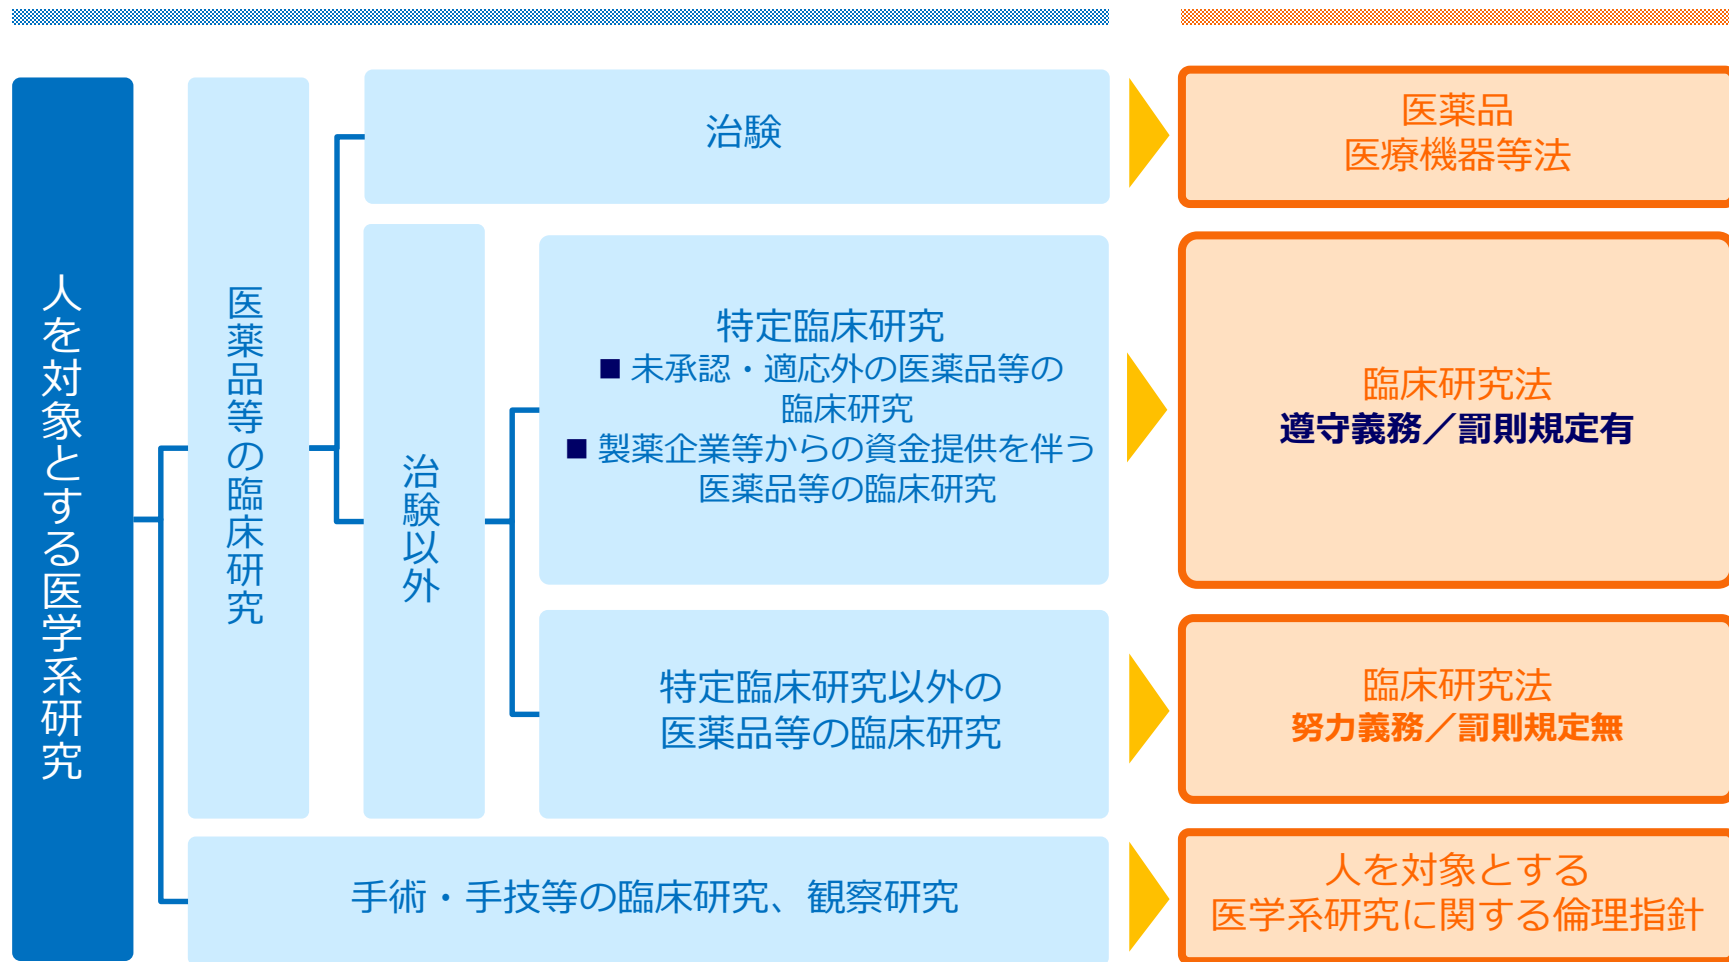 人を対象とする医学系研究
医薬品等の臨床研究
治験
医薬品
医療機器等法
治験以外
特定臨床研究
■ 未承認・適応外の医薬品等の
臨床研究
■ 製薬企業等からの資金提供を伴う
医薬品等の臨床研究
臨床研究法
遵守義務／罰則規定有
特定臨床研究以外の
医薬品等の臨床研究
臨床研究法
努力義務／罰則規定無
手術・手技等の臨床研究、観察研究
人を対象とする
医学系研究に関する倫理指針